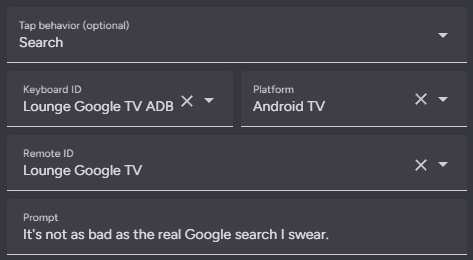 Tap behavior (optional)
Search
Keyboard ID
Lounge Google TV ADB
Platform
Android TV
Remote ID
Lounge Google TV
Prompt
It's not as bad as the real Google search I swear.